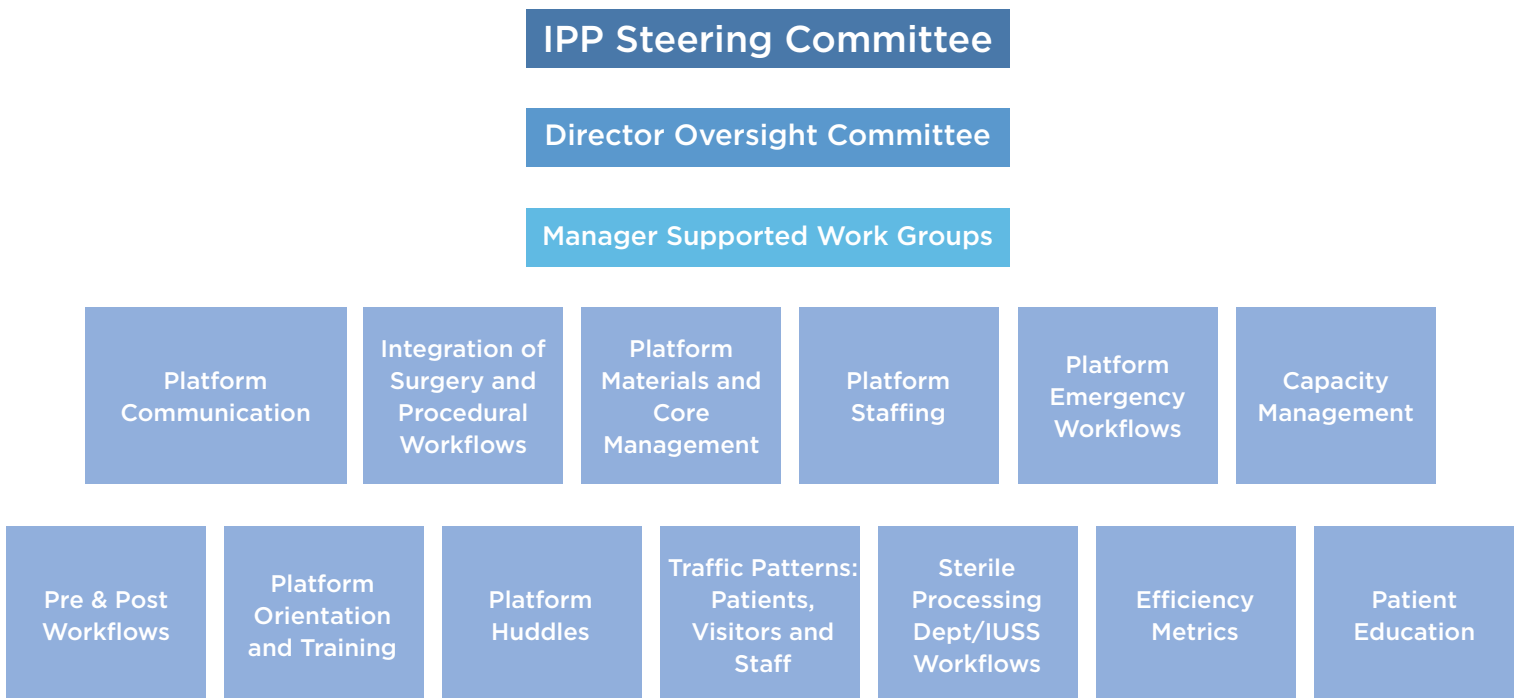 IPP Steering Committee
Director Oversight Committee
Manager Supported Work Groups
Platform
Communication
Integration of
Surgery and
Procedural
Workflows
Platform
Materials and
Core
Management
Platform
Staffing
Platform
Emergency
Workflows
Capacity
Management
Pre & Post
Workflows
Platform
Orientation
and Training
Platform
Huddles
Traffic Patterns:
Patients,
Visitors and
Staff
Sterile
Processing
Dept/IUSS
Workflows
Efficiency
Metrics
Patient
Education